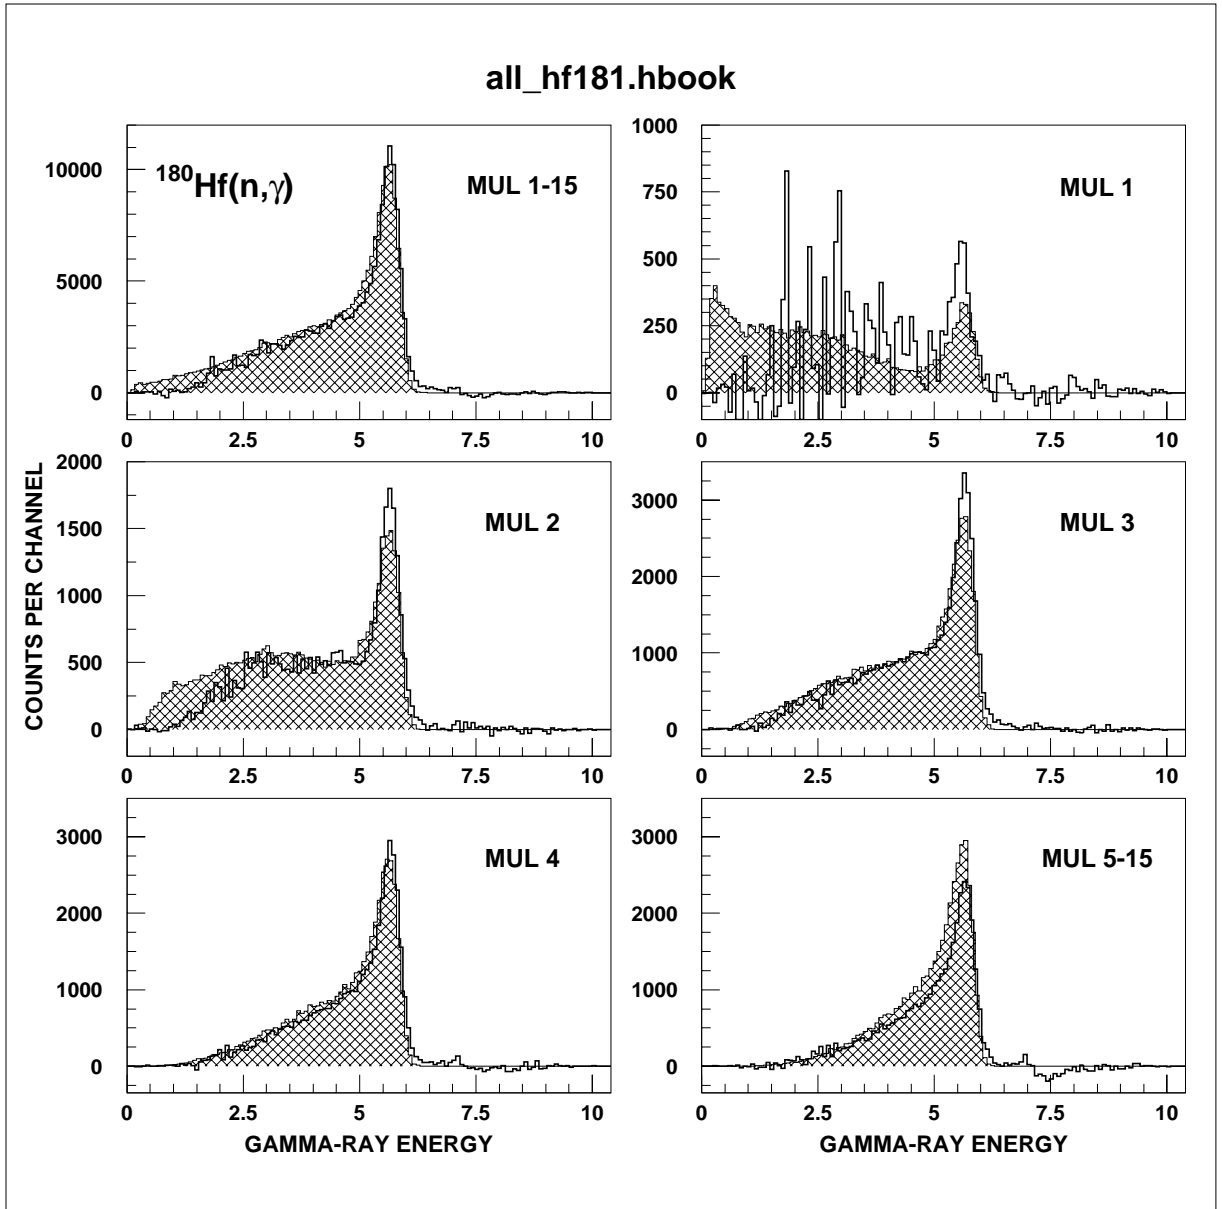 all_hf181.hbook
180Hf(n,γ)
MUL 1-15
10000
5000
0
0 2.5 5 7.5 10
MUL 1
1000
750
500
250
0
0 2.5 5 7.5 10
COUNTS PER CHANNEL
MUL 2
2000
1500
1000
500
0
0 2.5 5 7.5 10
MUL 3
3000
2000
1000
0
0 2.5 5 7.5 10
MUL 4
3000
2000
1000
0
0 2.5 5 7.5 10
GAMMA-RAY ENERGY
MUL 5-15
3000
2000
1000
0
0 2.5 5 7.5 10
GAMMA-RAY ENERGY